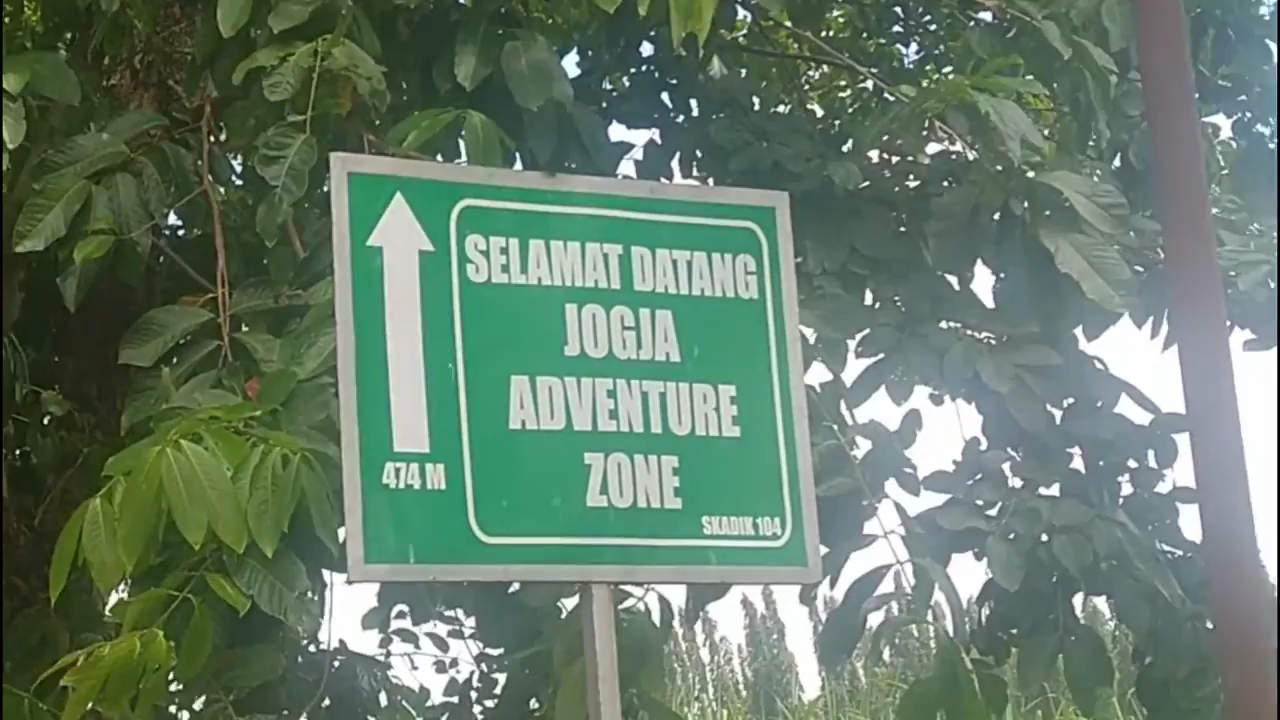 474 M
SELAMAT DATANG
JOGJA
ADVENTURE
ZONE
SKADIK 104